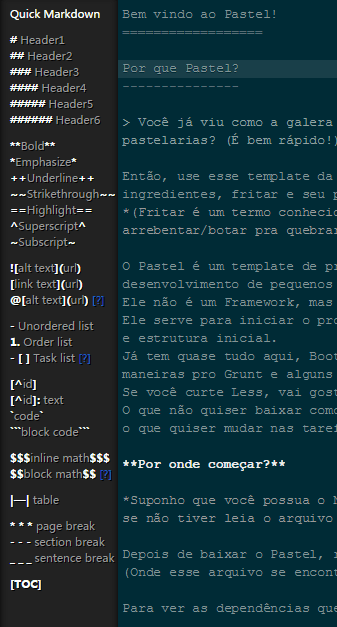 Quick Markdown
# Header1
## Header2
### Header3
#### Header4
##### Header5
###### Header6
**Bold**
*Emphasize*
++Underline++
~~Strikethrough~~
==Highlight==
^Superscript^
~Subscript~
![alt text](url)
[link text](url)
@[alt text](url) [?]
- Unordered list
1. Order list
- [ ] Task list [?]
[^id]
[^id]: text
`code`
```block code```
$$$inline math$$$
$$block math$$ [?]
|—| table
* * * page break
- - - section break
_ _ _ sentence break
[TOC]
Bem vindo ao Pastel!
==================
Por que Pastel?
---------------
> Você já viu como a galera
pastelarias? (É bem rápido!)
Então, use esse template da
ingredientes, fritar e seu p
*(Fritar é um termo conhecid
arrebentar/botar pra quebrar
O Pastel é um template de pr
desenvolvimento de pequenos
Ele não é um Framework, mas
Ele serve para iniciar o pro
e estrutura inicial.
Já tem quase tudo aqui, Boot
maneiras pro Grunt e alguns
Se você curte Less, vai gost
O que não quiser baixar como
o que quiser mudar nas taref
**Por onde começar?**
*Suponho que você possua o N
se não tiver leia o arquivo
Depois de baixar o Pastel, r
(Onde esse arquivo se encont
Para ver as dependências que